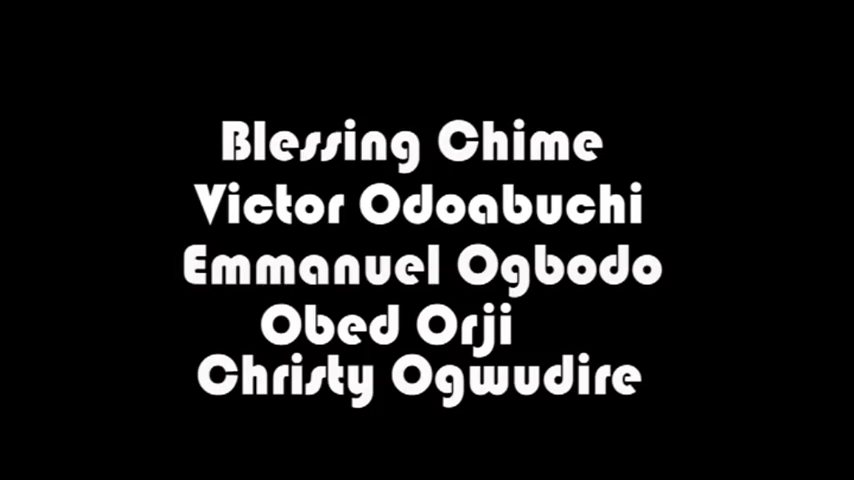 Blessing Chime
Victor Odoabuchi
Emmanuel Ogbodo
Obed Orji
Christy Ogwudire